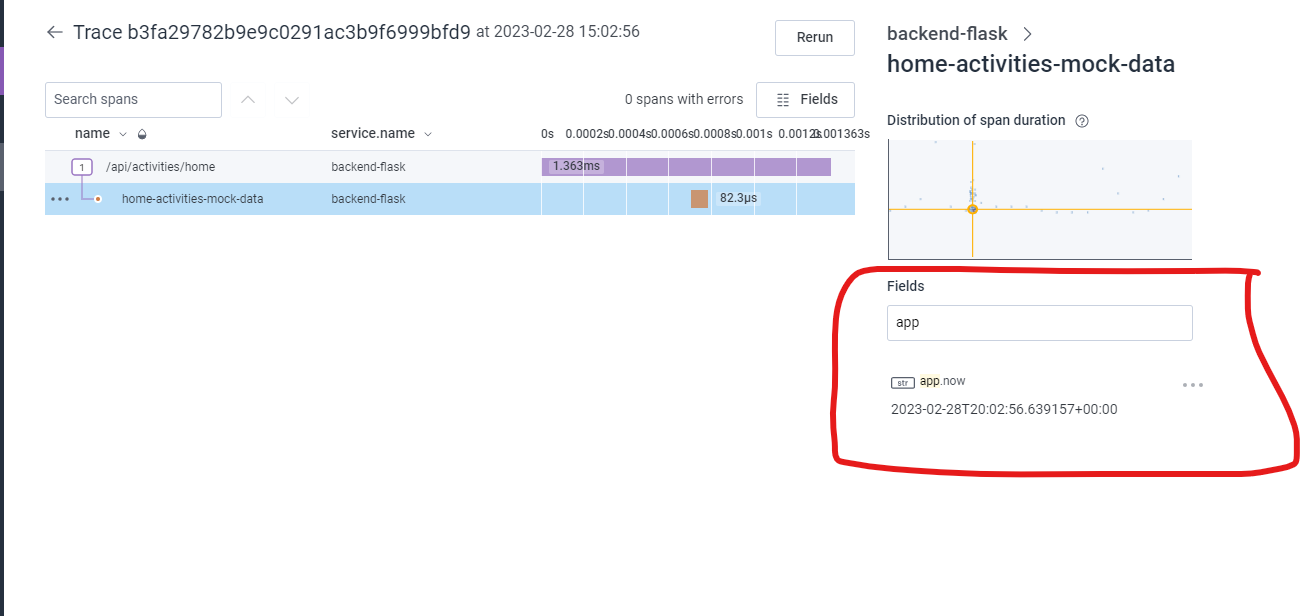 Trace b3fa29782b9e9c0291ac3b9f6999bfd9 at 2023-02-28 15:02:56
Rerun
Search spans
0 spans with errors
Fields
name
service.name
0s 0.0002s 0.0004s 0.0006s 0.0008s 0.001s 0.0012s 0.001363s
1 /api/activities/home backend-flask 1.363ms
home-activities-mock-data backend-flask 82.3μs
backend-flask
home-activities-mock-data
Distribution of span duration
Fields
app
str app.now
2023-02-28T20:02:56.639157+00:00